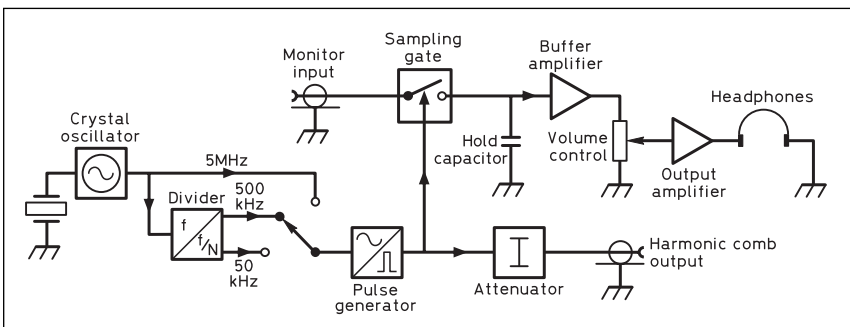 Sampling
gate
Monitor
input
Buffer
amplifier
Headphones
Crystal
oscillator
Hold
capacitor
Volume
control
Output
amplifier
5MHz
Divider
500
kHz
f
f/N
50
kHz
Pulse
generator
Attenuator
Harmonic comb
output